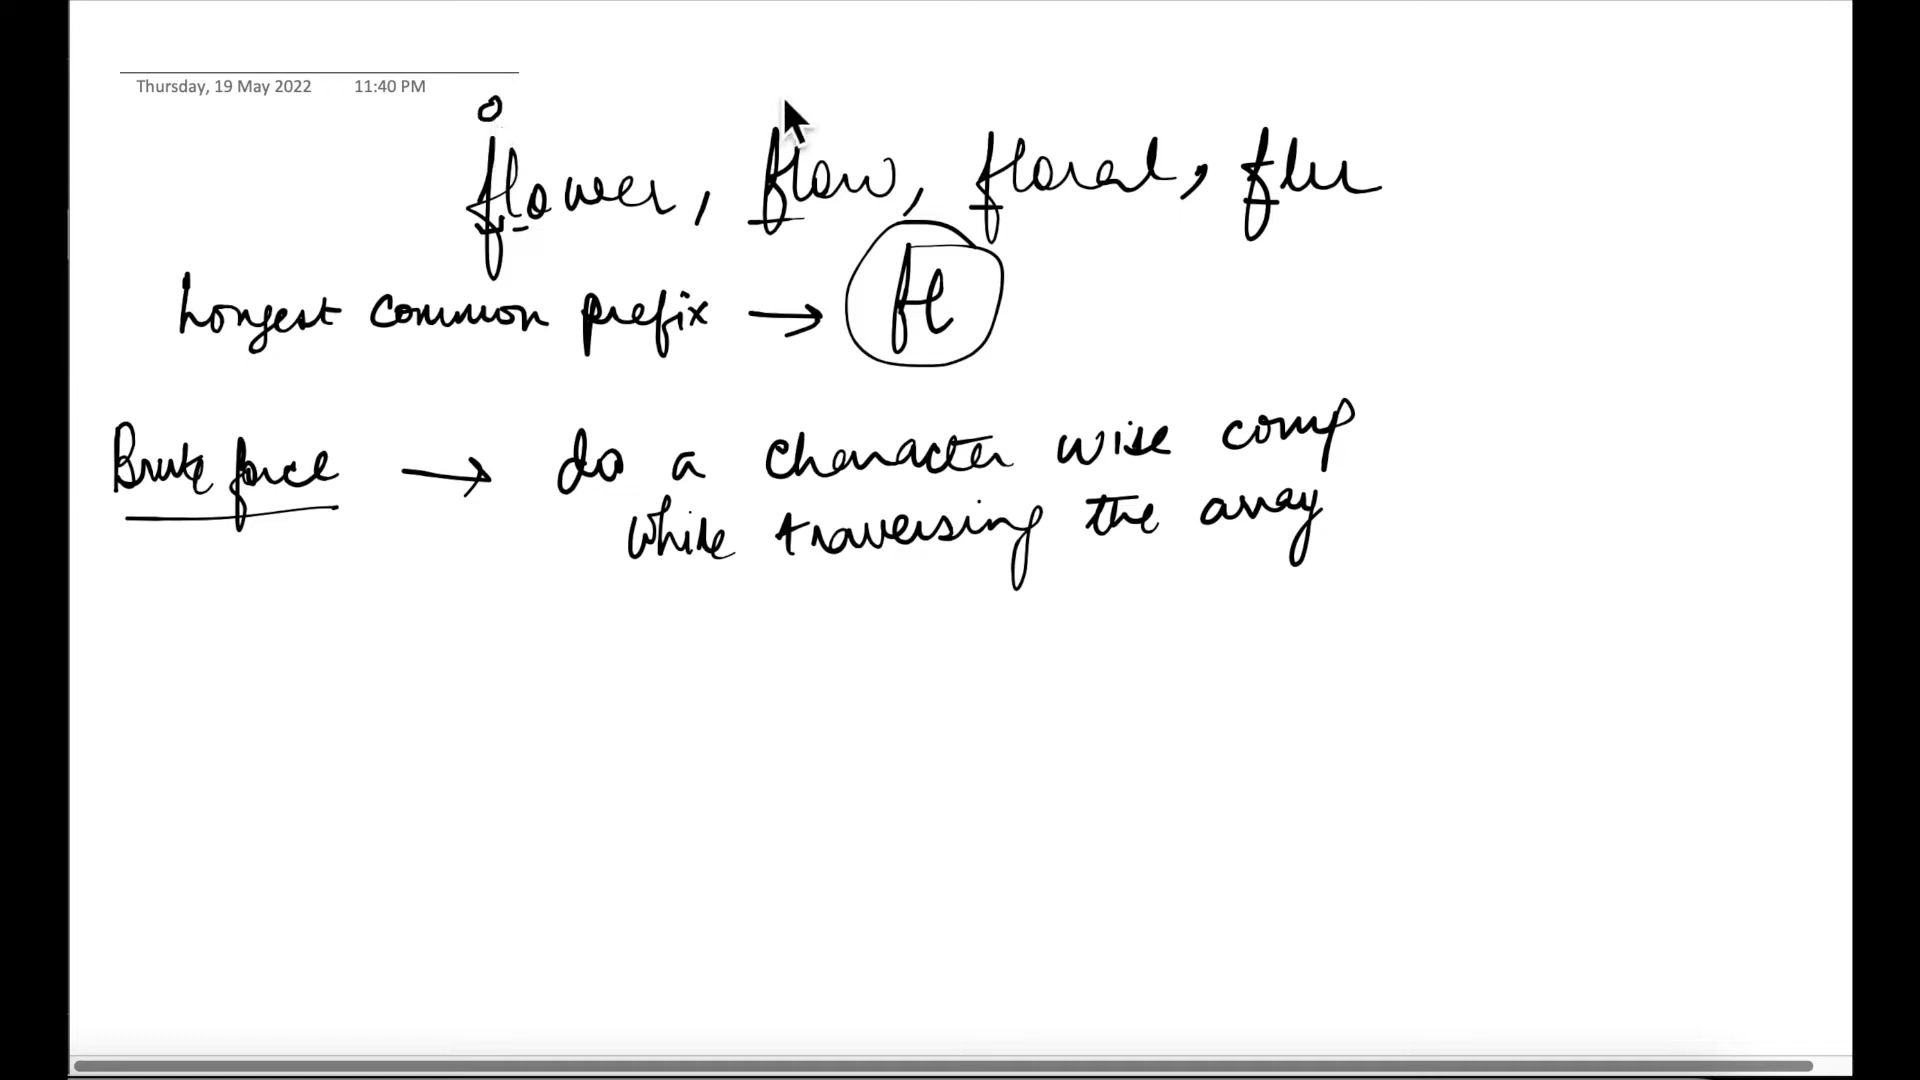 Thursday, 19 May 2022 11:40 PM
0
flower, flow, floral, flu
Longest common prefix → fl
Brute force → do a character wise comp
while traversing the array